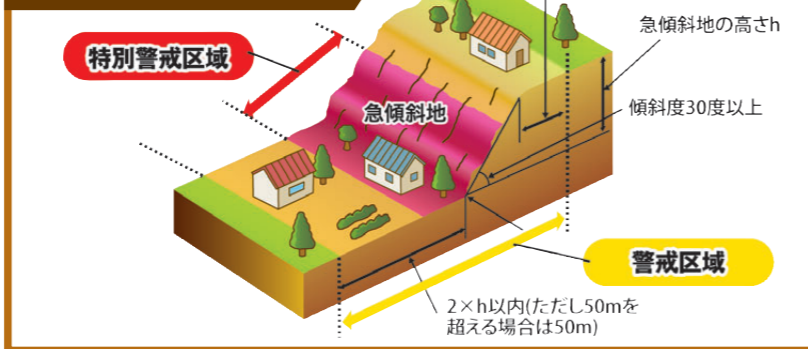 急傾斜地の高さh
特別警戒区域
傾斜度30度以上
急傾斜地
警戒区域
2×h以内(ただし50mを
超える場合は50m)